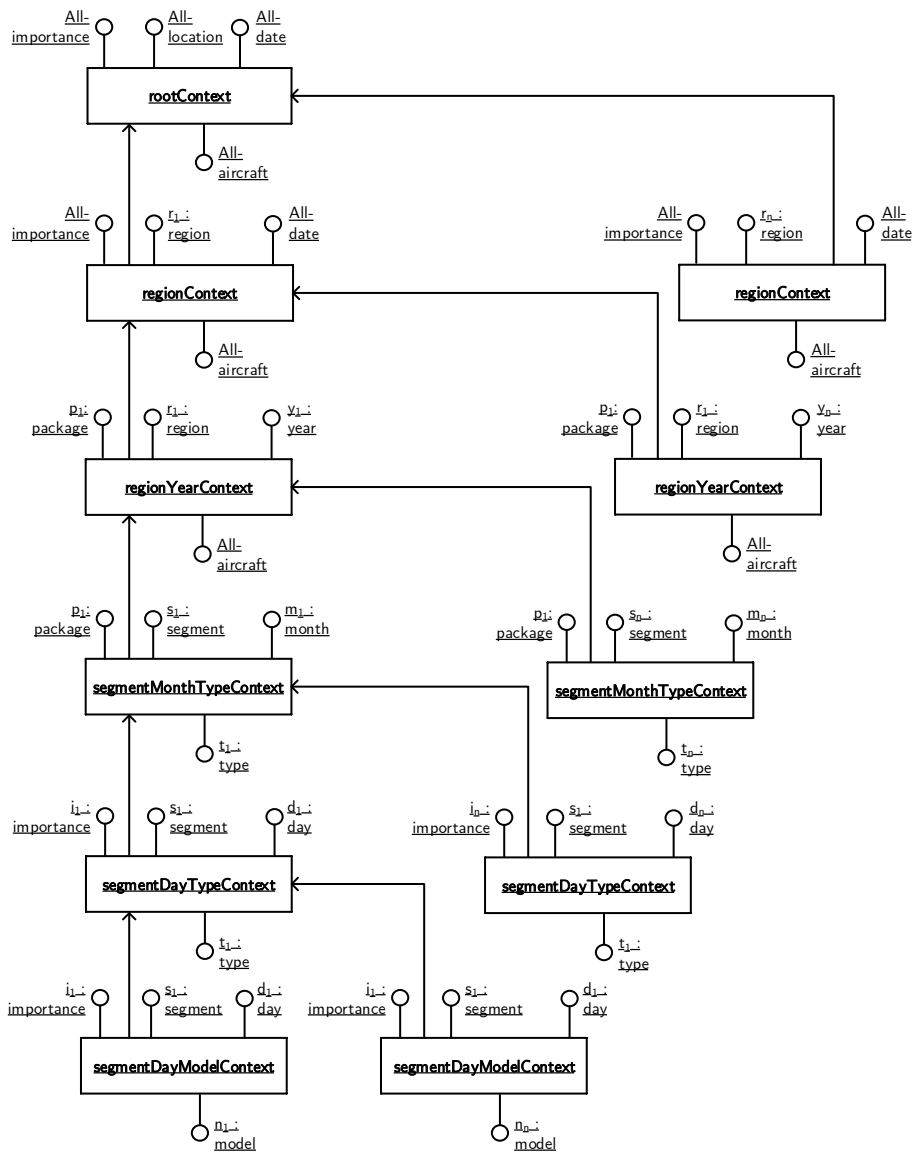 All-
importance
All-
location
All-
date
rootContext
All-
aircraft
All-
importance
r1 :
region
All-
date
All-
importance
rn :
region
All-
date
regionContext
regionContext
All-
aircraft
All-
aircraft
p1:
package
r1 :
region
y1 :
year
p1:
package
r1 :
region
yn :
year
regionYearContext
regionYearContext
All-
aircraft
All-
aircraft
p1:
package
s1 :
segment
m1 :
month
p1:
package
sn :
segment
mn :
month
segmentMonthTypeContext
segmentMonthTypeContext
t1 :
type
tn :
type
i1 :
importance
s1 :
segment
d1 :
day
in :
importance
s1 :
segment
dn :
day
segmentDayTypeContext
segmentDayTypeContext
t1 :
type
t1 :
type
i1 :
importance
s1 :
segment
d1 :
day
i1 :
importance
s1 :
segment
d1 :
day
segmentDayModelContext
segmentDayModelContext
n1 :
model
nn :
model